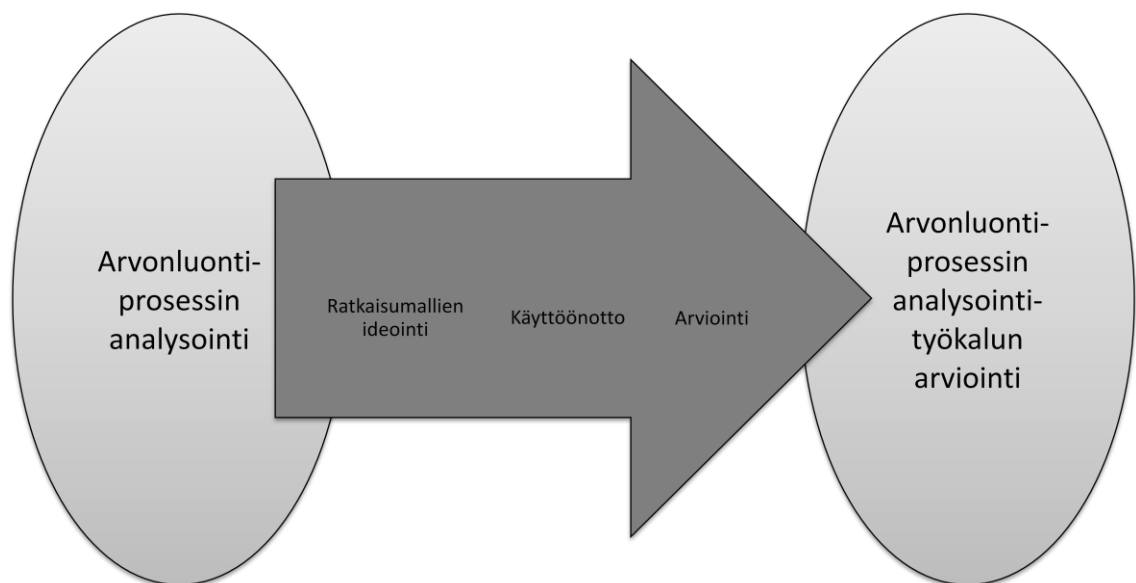 Arvonluonti-
prosessin
analysointi
Ratkaisumallien
ideointi
Käyttöönotto
Arviointi
Arvonluonti-
prosessin
analysointi-
työkalun
arviointi